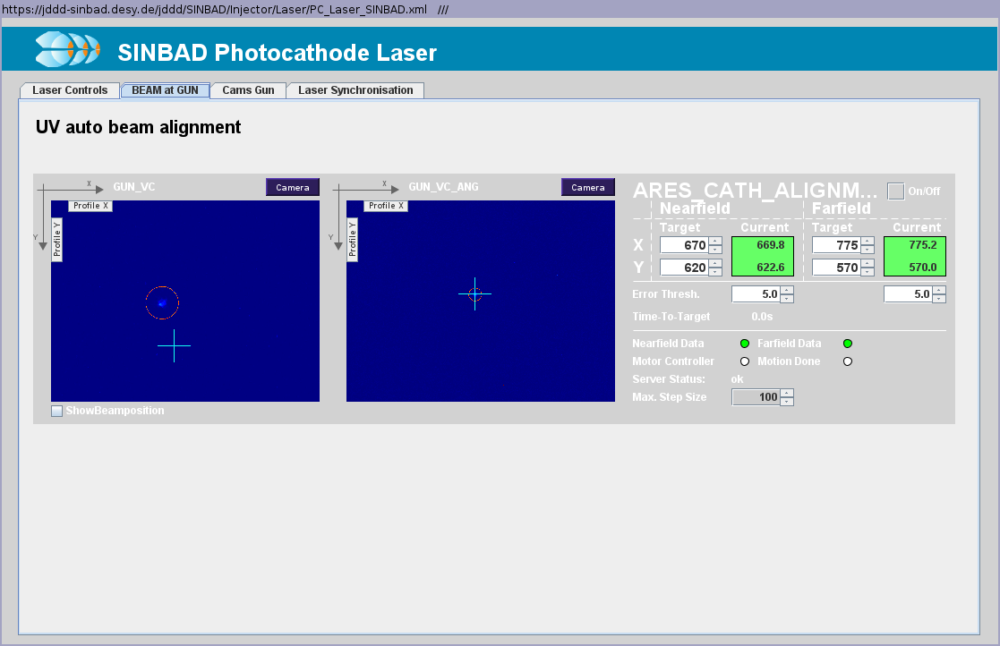 https://jddd-sinbad.desy.de/jddd/SINBAD/Injector/Laser/PC_Laser_SINBAD.xml ///
SINBAD Photocathode Laser
Laser Controls BEAM at GUN Cams Gun Laser Synchronisation
UV auto beam alignment
X GUN_VC Camera
Profile X
Y Profile Y
ShowBeamposition
X GUN_VC_ANG Camera
Profile X
Y Profile Y
ARES_CATH_ALIGNM... On/Off
Nearfield Farfield
Target Current Target Current
X 670 669.8 775 775.2
Y 620 622.6 570 570.0
Error Thresh. 5.0 5.0
Time-To-Target 0.0s
Nearfield Data Farfield Data
Motor Controller Motion Done
Server Status: ok
Max. Step Size 100